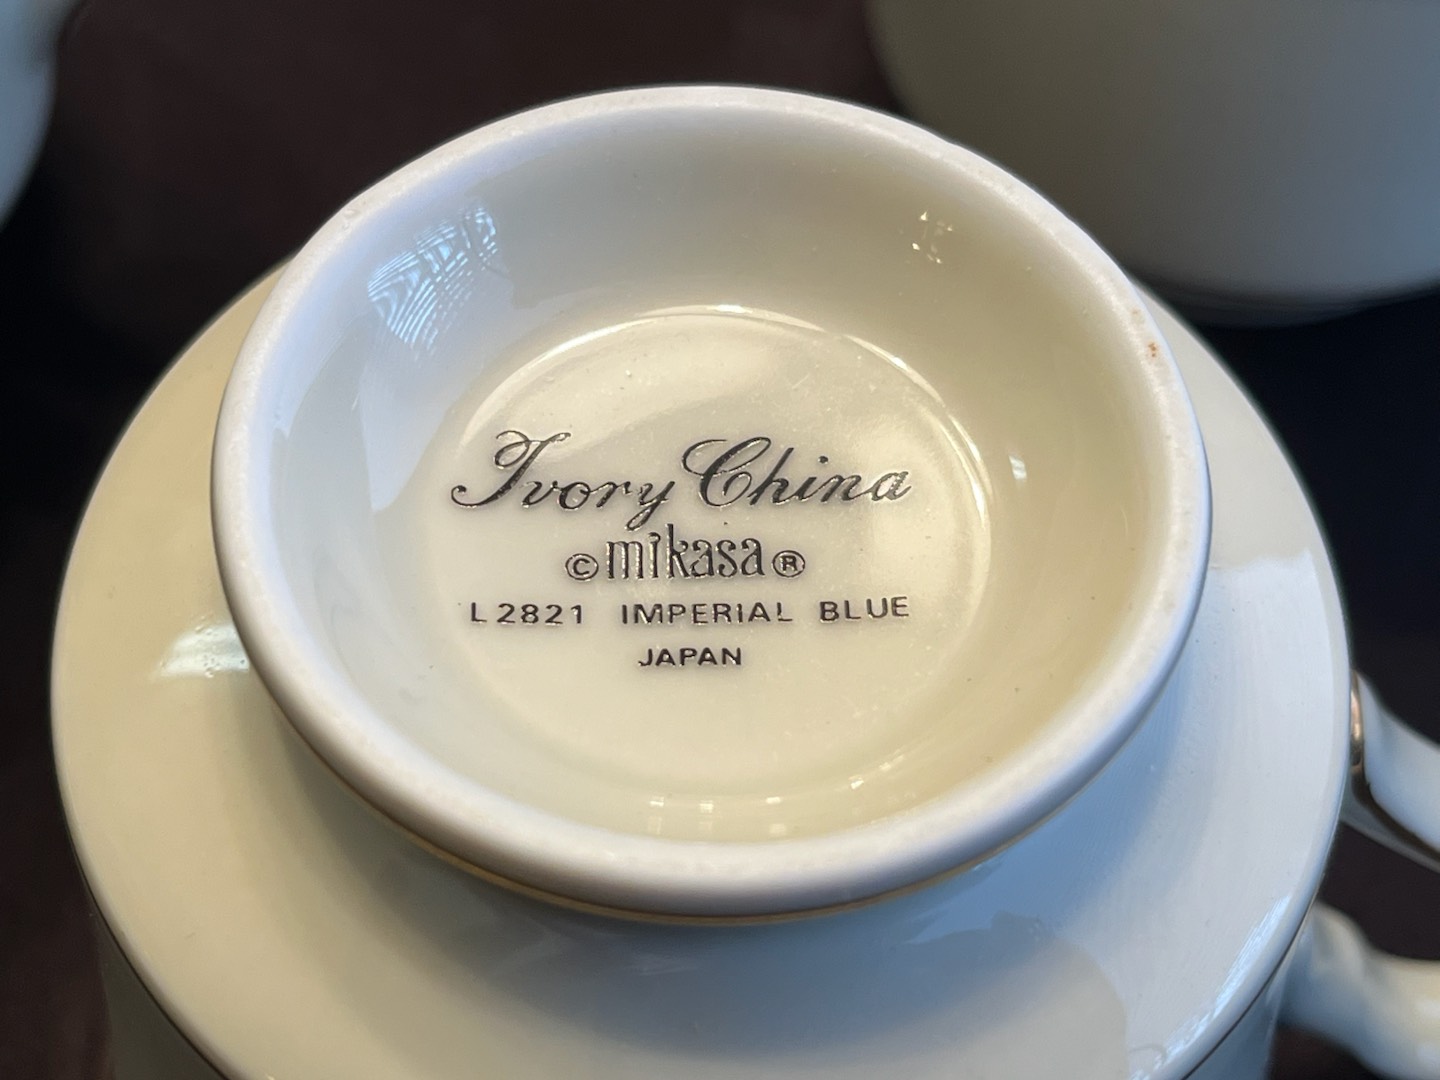 Ivory China
©mikasa®
L2821 IMPERIAL BLUE
JAPAN